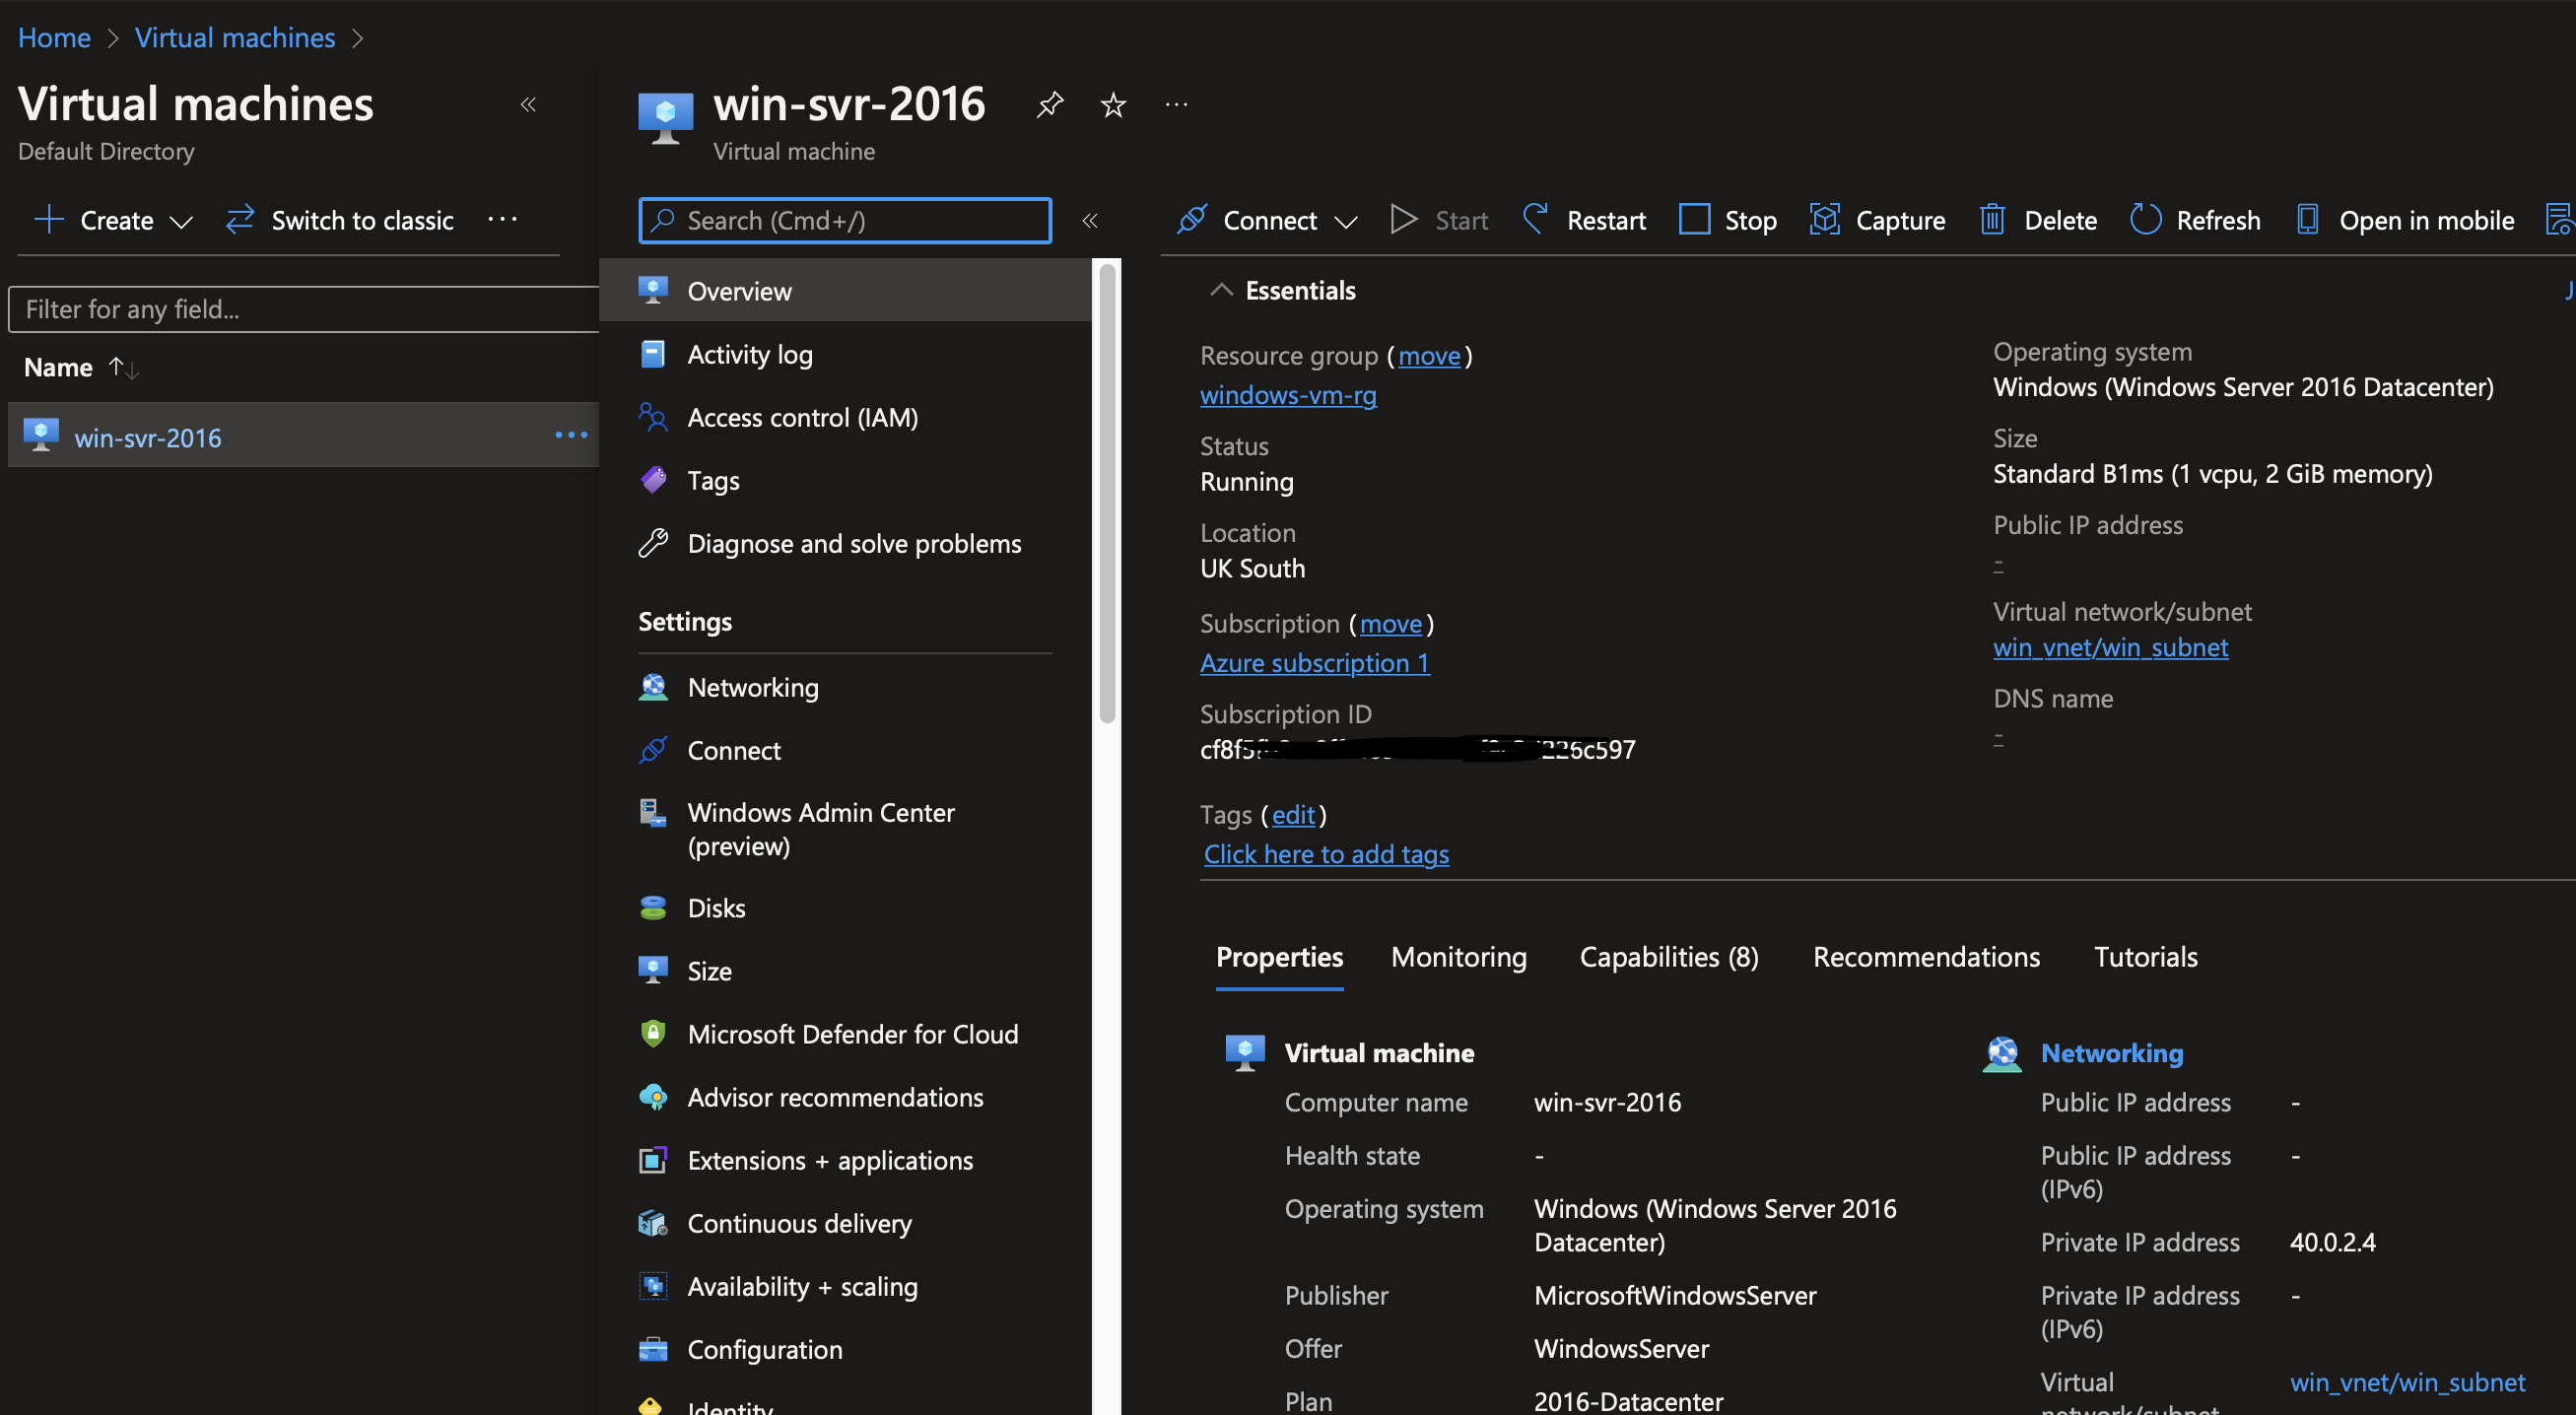 Home > Virtual machines >
Virtual machines «
Default Directory
+ Create Switch to classic ...
Filter for any field...
Name ↑↓
win-svr-2016 ...
win-svr-2016 ...
Virtual machine
Search (Cmd+/) «
Overview
Activity log
Access control (IAM)
Tags
Diagnose and solve problems
Settings
Networking
Connect
Windows Admin Center
(preview)
Disks
Size
Microsoft Defender for Cloud
Advisor recommendations
Extensions + applications
Continuous delivery
Availability + scaling
Configuration
Identity
Connect Start Restart Stop Capture Delete Refresh Open in mobile
Essentials
Resource group (move)
windows-vm-rg
Status
Running
Location
UK South
Subscription (move)
Azure subscription 1
Subscription ID
Tags (edit)
Click here to add tags
Operating system
Windows (Windows Server 2016 Datacenter)
Size
Standard B1ms (1 vcpu, 2 GiB memory)
Public IP address
-
Virtual network/subnet
win_vnet/win_subnet
DNS name
-
Properties Monitoring Capabilities (8) Recommendations Tutorials
Virtual machine
Computer name win-svr-2016
Health state -
Operating system Windows (Windows Server 2016
Datacenter)
Publisher MicrosoftWindowsServer
Offer WindowsServer
Plan 2016-Datacenter
Networking
Public IP address -
Public IP address -
(IPv6)
Private IP address 40.0.2.4
Private IP address -
(IPv6)
Virtual win_vnet/win_subnet
network/subnet